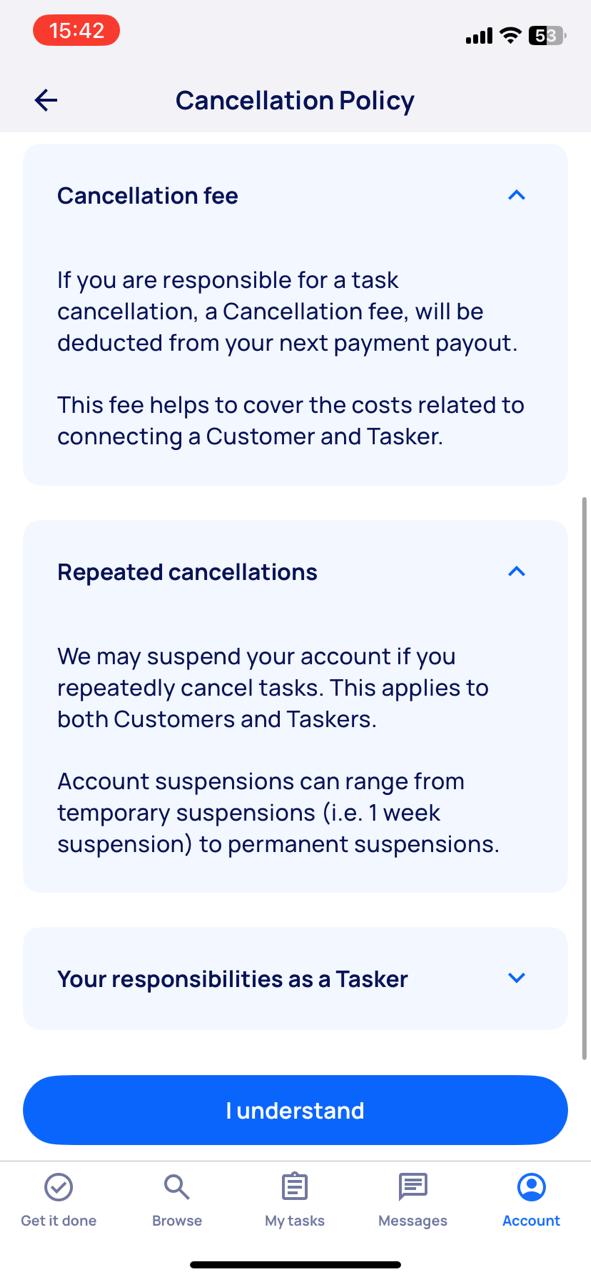 15:42
53
Cancellation Policy
Cancellation fee
If you are responsible for a task
cancellation, a Cancellation fee, will be
deducted from your next payment payout.
This fee helps to cover the costs related to
connecting a Customer and Tasker.
Repeated cancellations
We may suspend your account if you
repeatedly cancel tasks. This applies to
both Customers and Taskers.
Account suspensions can range from
temporary suspensions (i.e. 1 week
suspension) to permanent suspensions.
Your responsibilities as a Tasker
I understand
Get it done
Browse
My tasks
Messages
Account